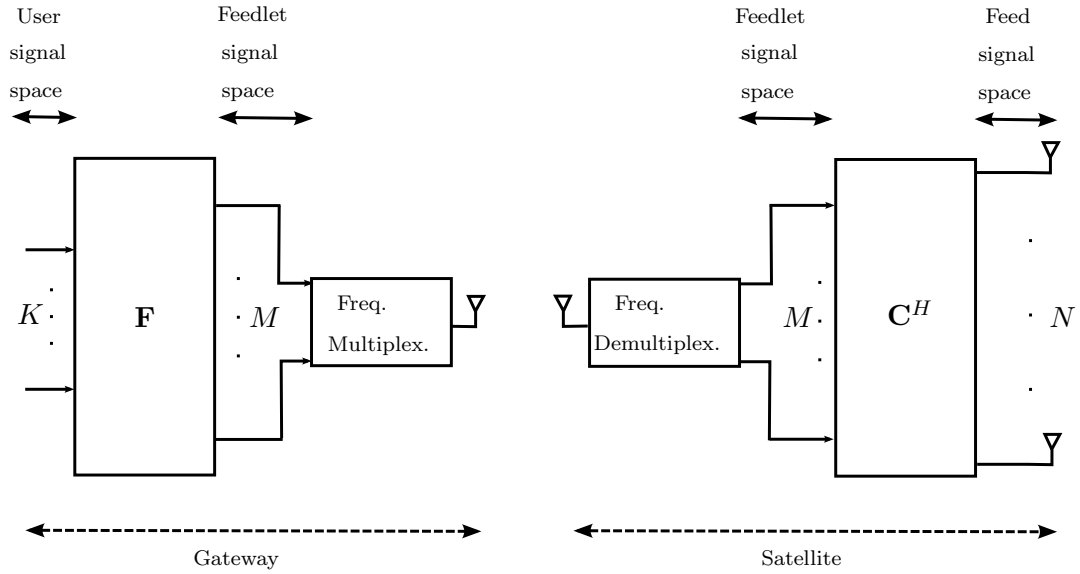 User
signal
space
Feedlet
signal
space
Feedlet
signal
space
Feed
signal
space
K
F
M
Freq.
Multiplex.
Freq.
Demultiplex.
M
C^H
N
Gateway
Satellite